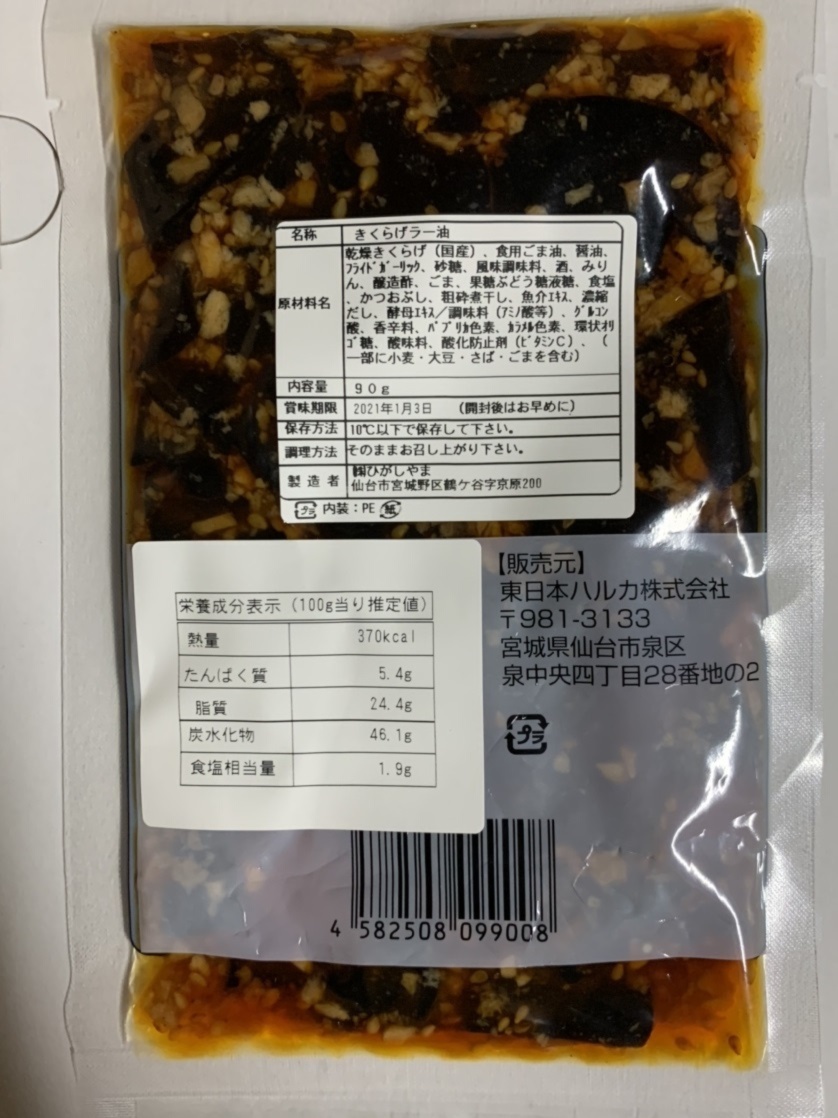 名称 きくらげラー油
原材料名 乾燥きくらげ（国産）、食用ごま油、醤油、
フライドガーリック、砂糖、風味調味料、酒、みり
ん、醸造酢、ごま、果糖ぶどう糖液糖、食塩
、かつおぶし、粗砕煮干し、魚介エキス、濃縮
だし、酵母エキス／調味料（アミノ酸等）、グルコン
酸、香辛料、パプリカ色素、カラメル色素、環状オリ
ゴ糖、酸味料、酸化防止剤（ビタミンC）、（
一部に小麦・大豆・さば・ごまを含む）
内容量 90g
賞味期限 2021年1月3日 （開封後はお早めに）
保存方法 10℃以下で保存して下さい。
調理方法 そのままお召し上がり下さい。
製造者 ㈱ひがしやま
仙台市宮城野区鶴ケ谷字京原200
プラ 内装：PE 紙
栄養成分表示（100g当り推定値）
熱量 370kcal
たんぱく質 5.4g
脂質 24.4g
炭水化物 46.1g
食塩相当量 1.9g
【販売元】
東日本ハルカ株式会社
〒981-3133
宮城県仙台市泉区
泉中央四丁目28番地の2
プラ
4 582508 099008